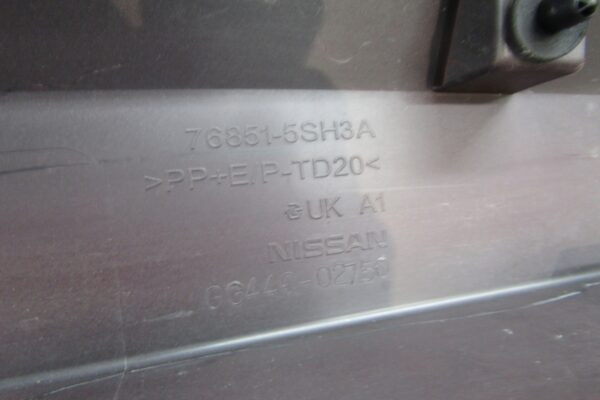 76851-5SH3A
>PP+E/P-TD20<
UK A1
NISSAN